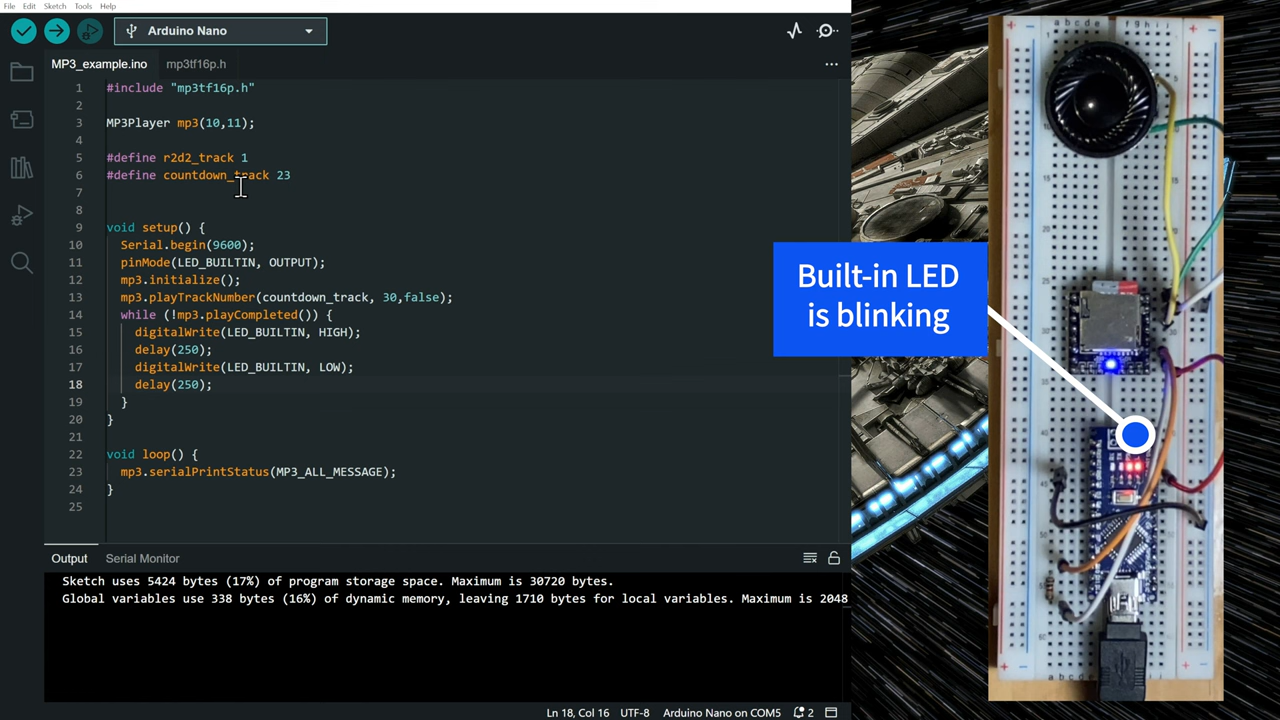 File Edit Sketch Tools Help
Arduino Nano
MP3_example.ino mp3tf16p.h
1 #include "mp3tf16p.h"
2
3 MP3Player mp3(10,11);
4
5 #define r2d2_track 1
6 #define countdown_track 23
7
8
9 void setup() {
10 Serial.begin(9600);
11 pinMode(LED_BUILTIN, OUTPUT);
12 mp3.initialize();
13 mp3.playTrackNumber(countdown_track, 30,false);
14 while (!mp3.playCompleted()) {
15 digitalWrite(LED_BUILTIN, HIGH);
16 delay(250);
17 digitalWrite(LED_BUILTIN, LOW);
18 delay(250);
19 }
20 }
21
22 void loop() {
23 mp3.serialPrintStatus(MP3_ALL_MESSAGE);
24 }
25
Output Serial Monitor
Sketch uses 5424 bytes (17%) of program storage space. Maximum is 30720 bytes.
Global variables use 338 bytes (16%) of dynamic memory, leaving 1710 bytes for local variables. Maximum is 2048
Ln 18, Col 16 UTF-8 Arduino Nano on COM5 2
Built-in LED
is blinking
a b c d e f g h i j